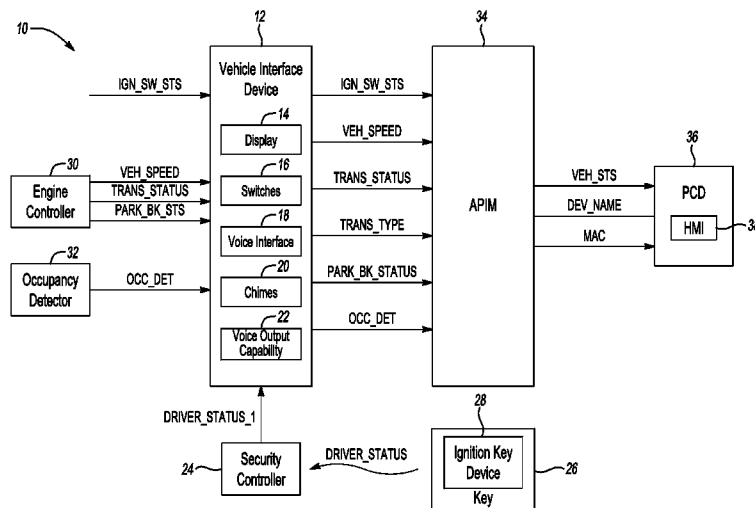 10
12
34
Vehicle Interface
Device
IGN_SW_STS
IGN_SW_STS
14
Display
VEH_SPEED
30
Engine
Controller
VEH_SPEED
TRANS_STATUS
PARK_BK_STS
16
Switches
TRANS_STATUS
APIM
VEH_STS
DEV_NAME
MAC
36
PCD
HMI
18
Voice Interface
TRANS_TYPE
32
Occupancy
Detector
OCC_DET
20
Chimes
PARK_BK_STATUS
22
Voice Output
Capability
OCC_DET
DRIVER_STATUS_1
24
Security
Controller
DRIVER_STATUS
28
Ignition Key
Device
Key
26